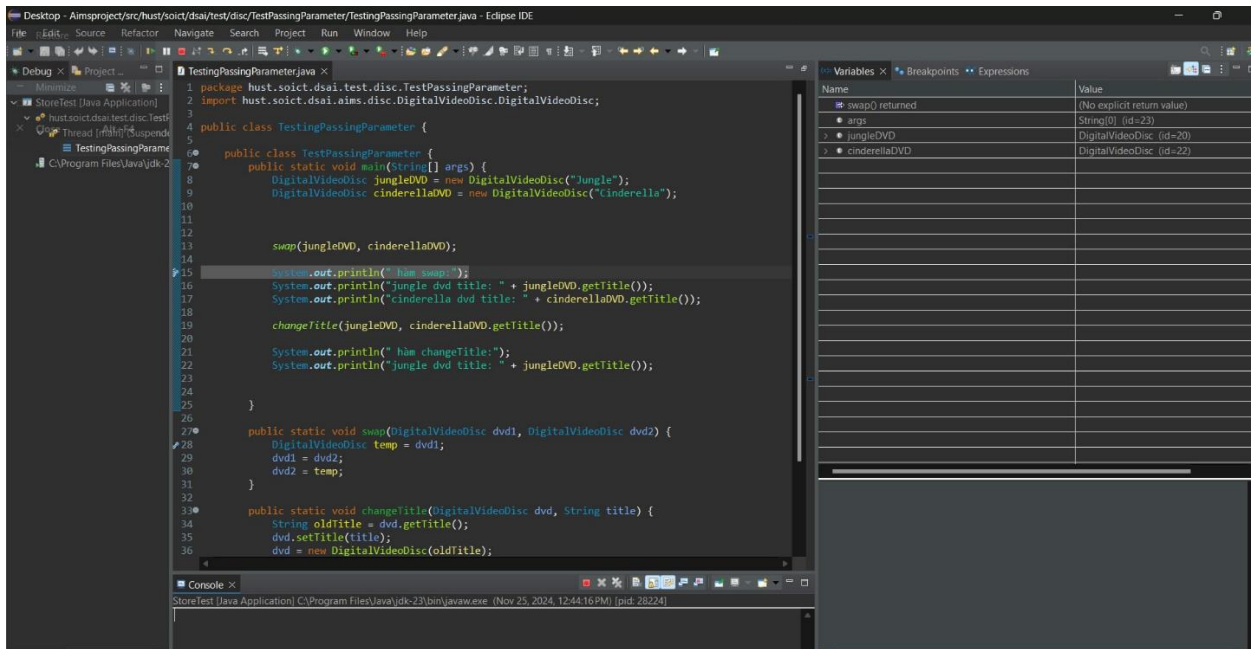 Desktop - Aimsproject/src/hust/soict/dsai/test/disc/TestPassingParameter/TestingPassingParameter.java - Eclipse IDE
File Edit Source Refactor Navigate Search Project Run Window Help
Restore
Debug × Project ...
Minimize
StoreTest [Java Application]
hust.soict.dsai.test.disc.TestP
Thread [main] (Suspende
TestingPassingParame
C:\Program Files\Java\jdk-2
TestingPassingParameter.java ×
1 package hust.soict.dsai.test.disc.TestPassingParameter;
2 import hust.soict.dsai.aims.disc.DigitalVideoDisc.DigitalVideoDisc;
3
4 public class TestingPassingParameter {
5
6 public class TestPassingParameter {
7 public static void main(String[] args) {
8 DigitalVideoDisc jungleDVD = new DigitalVideoDisc("Jungle");
9 DigitalVideoDisc cinderellaDVD = new DigitalVideoDisc("Cinderella");
10
11
12
13 swap(jungleDVD, cinderellaDVD);
14
15 System.out.println(" hàm swap:");
16 System.out.println("jungle dvd title: " + jungleDVD.getTitle());
17 System.out.println("cinderella dvd title: " + cinderellaDVD.getTitle());
18
19 changeTitle(jungleDVD, cinderellaDVD.getTitle());
20
21 System.out.println(" hàm changeTitle:");
22 System.out.println("jungle dvd title: " + jungleDVD.getTitle());
23
24
25 }
26
27 public static void swap(DigitalVideoDisc dvd1, DigitalVideoDisc dvd2) {
28 DigitalVideoDisc temp = dvd1;
29 dvd1 = dvd2;
30 dvd2 = temp;
31 }
32
33 public static void changeTitle(DigitalVideoDisc dvd, String title) {
34 String oldTitle = dvd.getTitle();
35 dvd.setTitle(title);
36 dvd = new DigitalVideoDisc(oldTitle);
Console ×
StoreTest [Java Application] C:\Program Files\Java\jdk-23\bin\javaw.exe (Nov 25, 2024, 12:44:16 PM) [pid: 28224]
Variables × Breakpoints Expressions
Name Value
swap() returned (No explicit return value)
args String[0] (id=23)
jungleDVD DigitalVideoDisc (id=20)
cinderellaDVD DigitalVideoDisc (id=22)